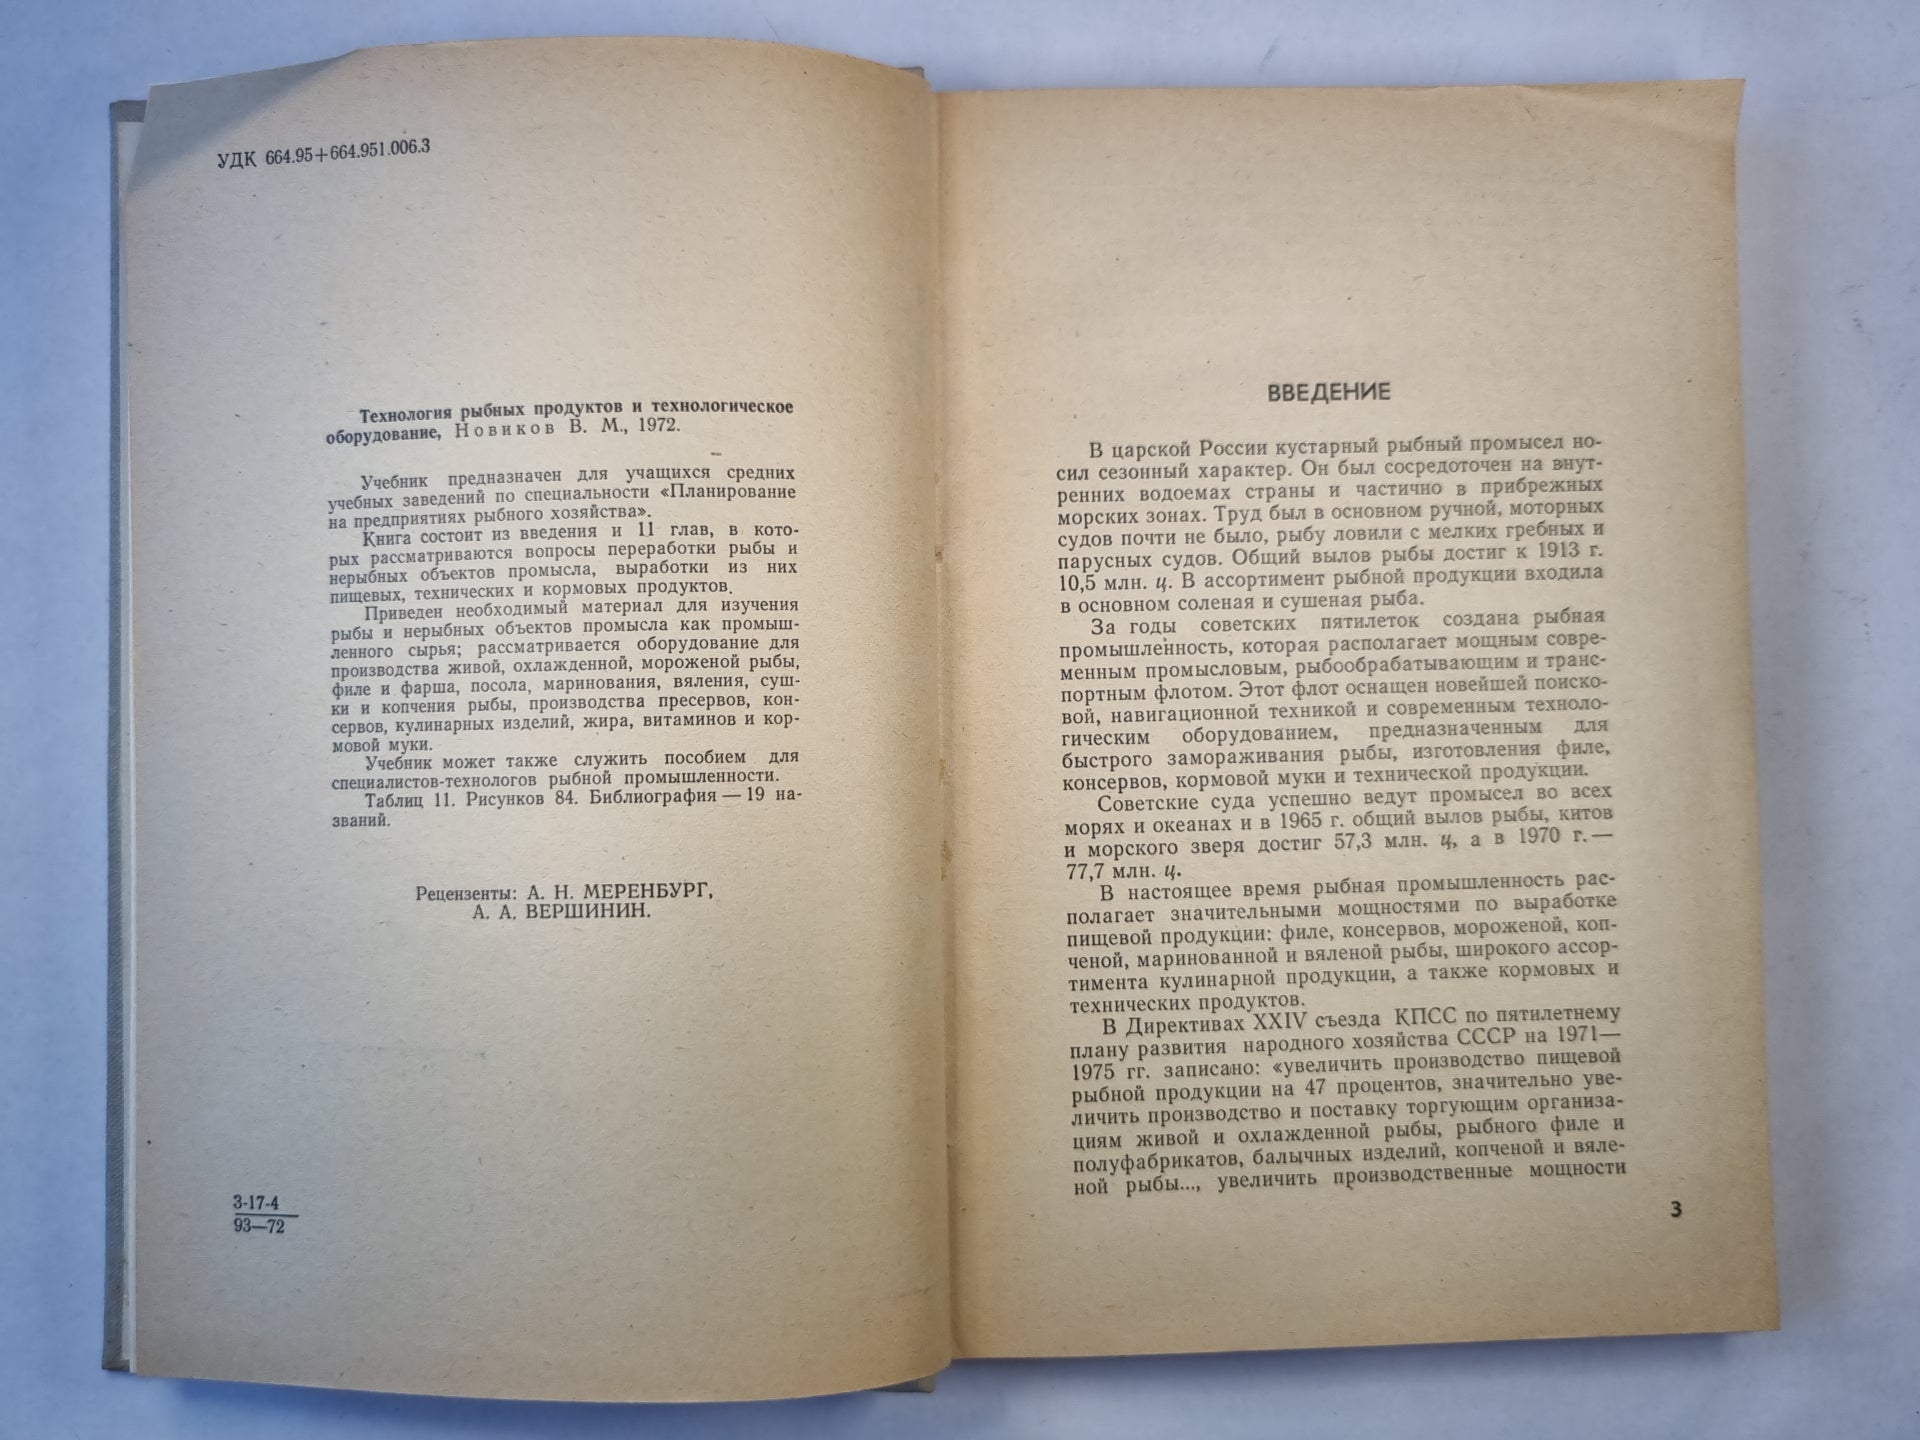 УДК 664.95+664.951.006.3
Технология рыбных продуктов и технологическое
оборудование, Новиков В. М., 1972.
Учебник предназначен для учащихся средних
учебных заведений по специальности «Планирование
на предприятиях рыбного хозяйства».
Книга состоит из введения и 11 глав, в кото-
рых рассматриваются вопросы переработки рыбы и
нерыбных объектов промысла, выработки из них
пищевых, технических и кормовых продуктов.
Приведен необходимый материал для изучения
рыбы и нерыбных объектов промысла как промыш-
ленного сырья; рассматривается оборудование для
производства живой, охлажденной, мороженой рыбы,
филе и фарша, посола, маринования, вяления, суш-
ки и копчения рыбы, производства пресервов, кон-
сервов, кулинарных изделий, жира, витаминов и кор-
мовой муки.
Учебник может также служить пособием для
специалистов-технологов рыбной промышленности.
Таблиц 11. Рисунков 84. Библиография — 19 на-
званий.
Рецензенты: А. Н. МЕРЕНБУРГ,
А. А. ВЕРШИНИН.
3-17-4
93—72
ВВЕДЕНИЕ
В царской России кустарный рыбный промысел но-
сил сезонный характер. Он был сосредоточен на внут-
ренних водоемах страны и частично в прибрежных
морских зонах. Труд был в основном ручной, моторных
судов почти не было, рыбу ловили с мелких гребных и
парусных судов. Общий вылов рыбы достиг к 1913 г.
10,5 млн. ц. В ассортимент рыбной продукции входила
в основном соленая и сушеная рыба.
За годы советских пятилеток создана рыбная
промышленность, которая располагает мощным совре-
менным промысловым, рыбообрабатывающим и транс-
портным флотом. Этот флот оснащен новейшей поиско-
вой, навигационной техникой и современным техноло-
гическим оборудованием, предназначенным для
быстрого замораживания рыбы, изготовления филе,
консервов, кормовой муки и технической продукции.
Советские суда успешно ведут промысел во всех
морях и океанах и в 1965 г. общий вылов рыбы, китов
и морского зверя достиг 57,3 млн. ц, а в 1970 г.—
77,7 млн. ц.
В настоящее время рыбная промышленность рас-
полагает значительными мощностями по выработке
пищевой продукции: филе, консервов, мороженой, коп-
ченой, маринованной и вяленой рыбы, широкого ассор-
тимента кулинарной продукции, а также кормовых и
технических продуктов.
В Директивах XXIV съезда КПСС по пятилетнему
плану развития народного хозяйства СССР на 1971—
1975 гг. записано: «увеличить производство пищевой
рыбной продукции на 47 процентов, значительно уве-
личить производство и поставку торгующим организа-
циям живой и охлажденной рыбы, рыбного филе и
полуфабрикатов, балычных изделий, копченой и вяле-
ной рыбы..., увеличить производственные мощности
3